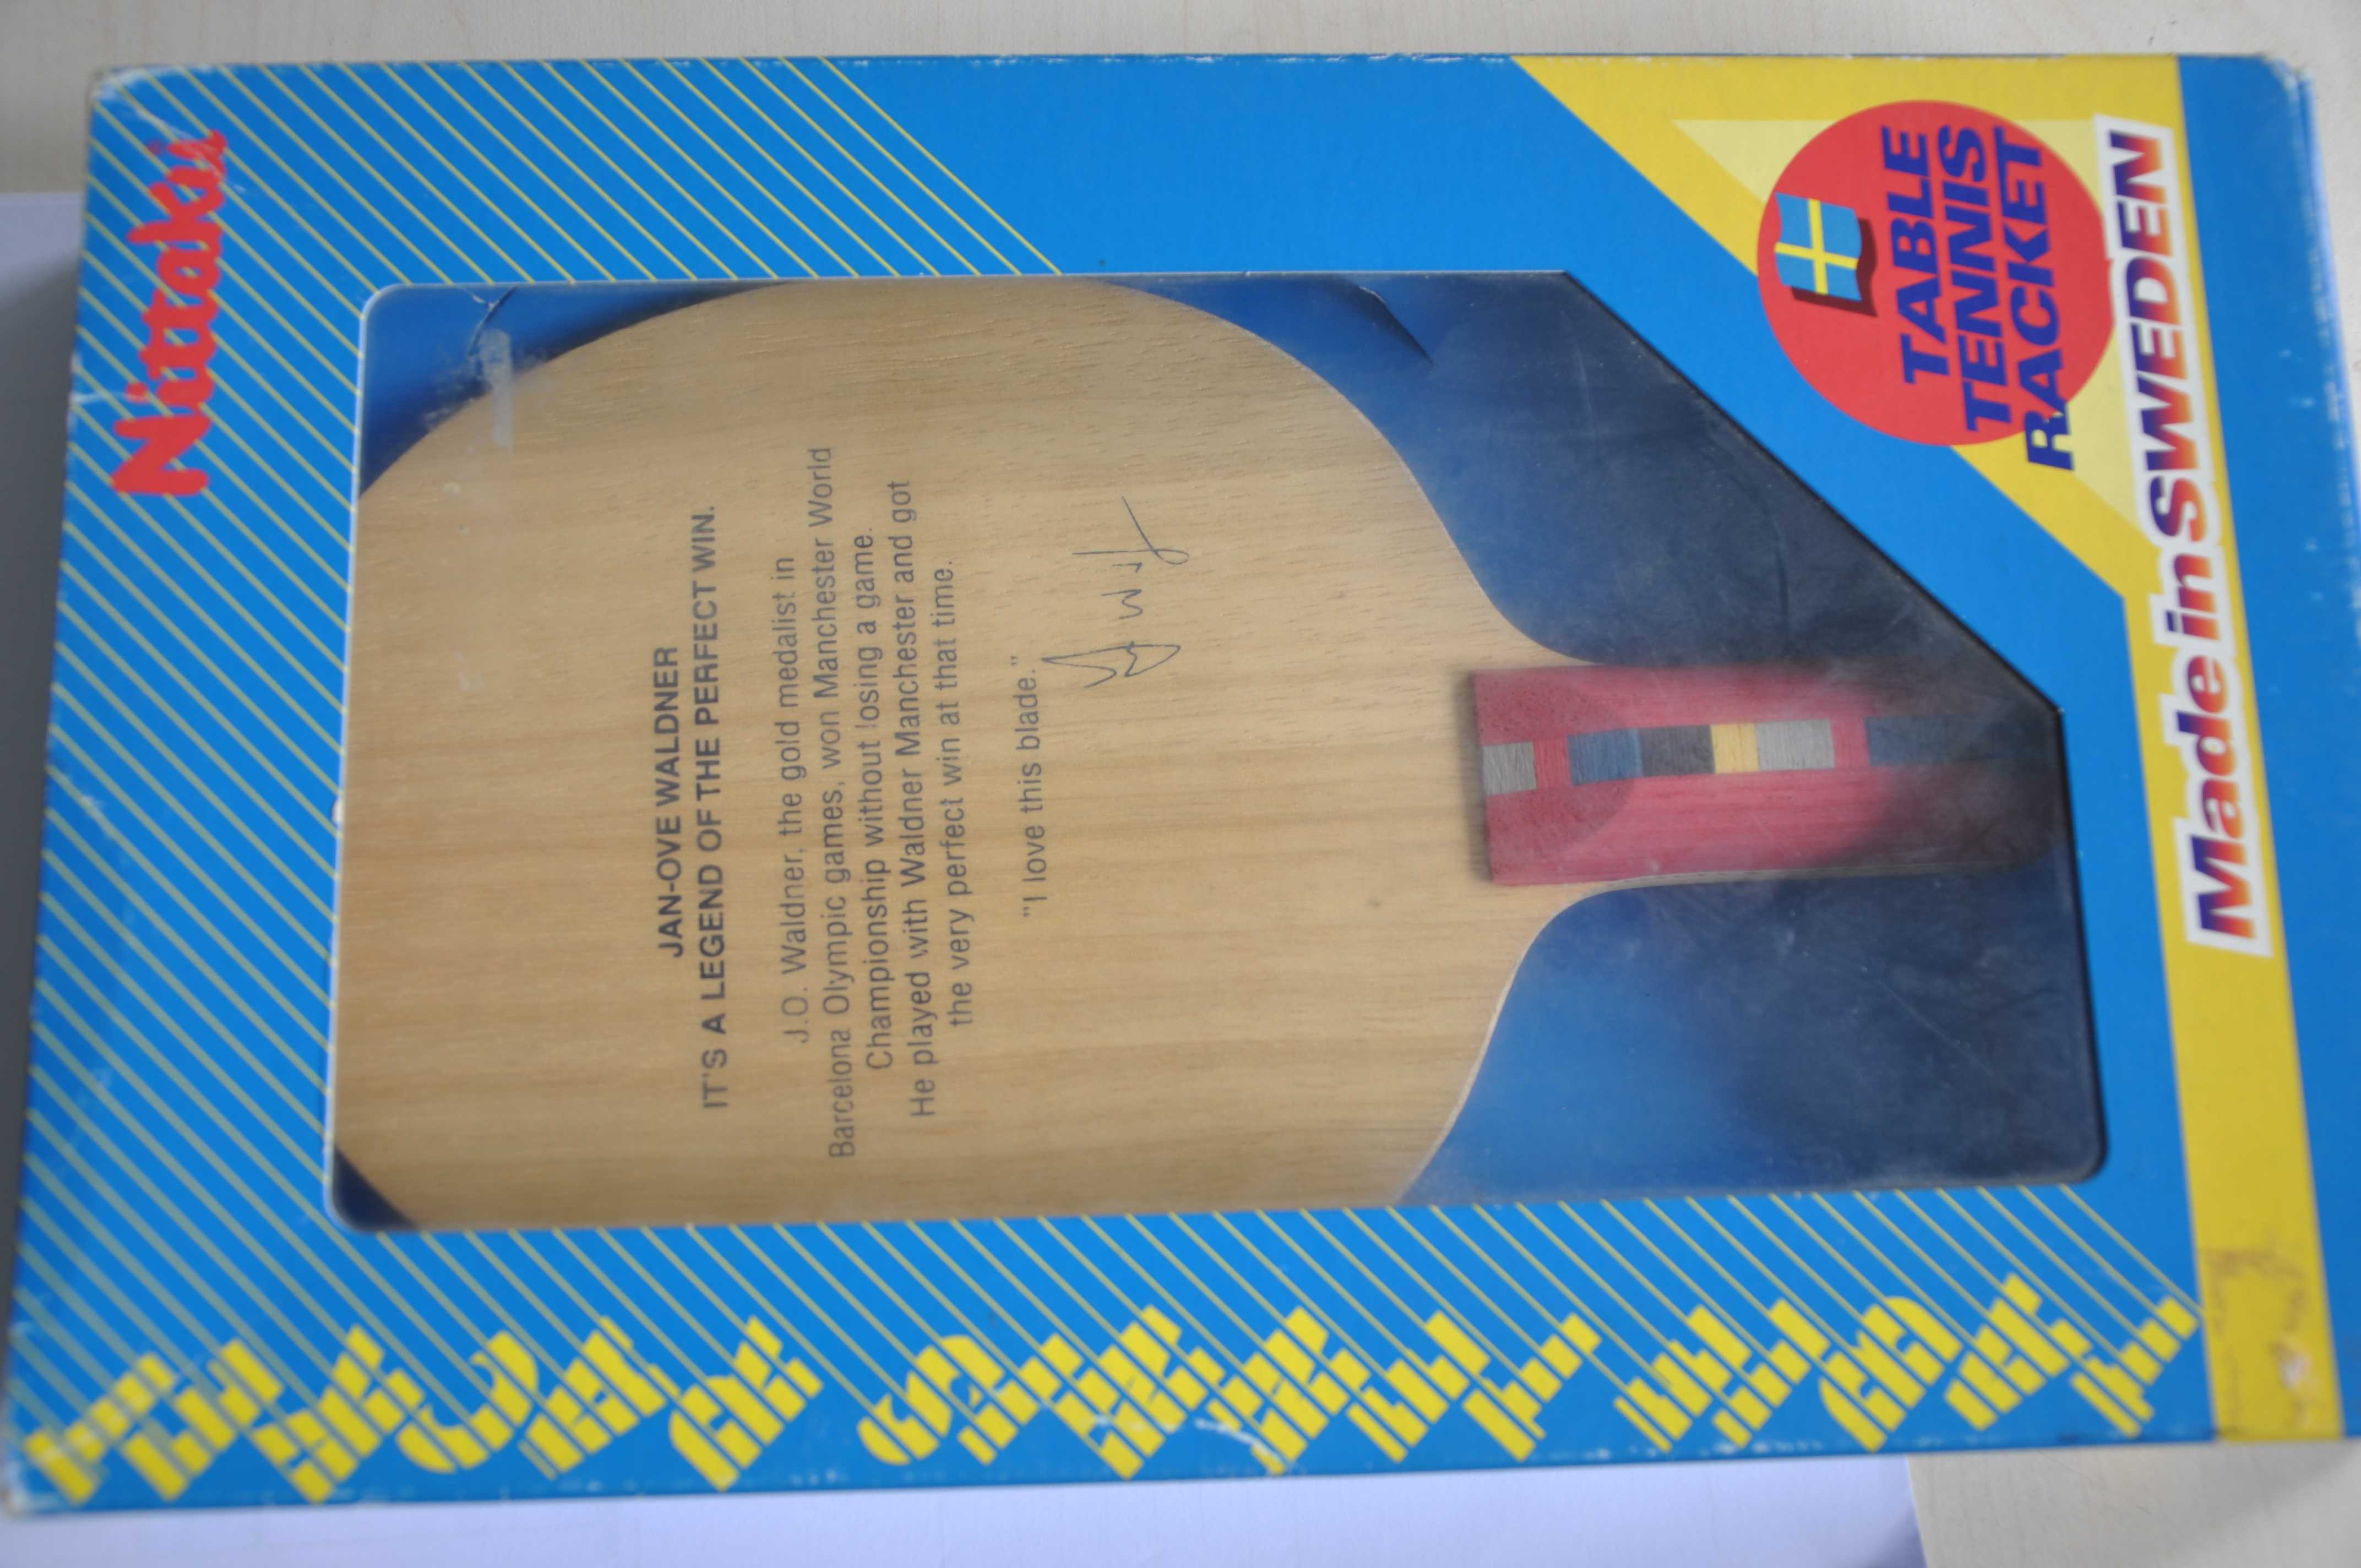 Nittaku
JAN-OVE WALDNER
IT'S A LEGEND OF THE PERFECT WIN.
J.O. Waldner, the gold medalist in
Barcelona Olympic games, won Manchester World
Championship without losing a game.
He played with Waldner Manchester and got
the very perfect win at that time.
"I love this blade."
TABLE
TENNIS
RACKET
Made in SWEDEN